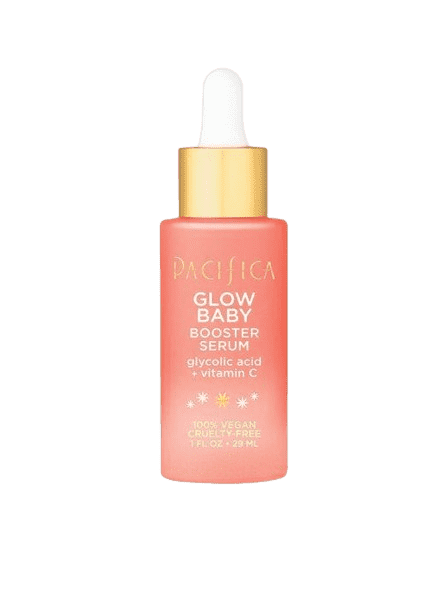 PACIFICA
GLOW
BABY
BOOSTER
SERUM
glycolic acid
+ vitamin C
100% VEGAN
CRUELTY-FREE
1 FL OZ • 29 ML